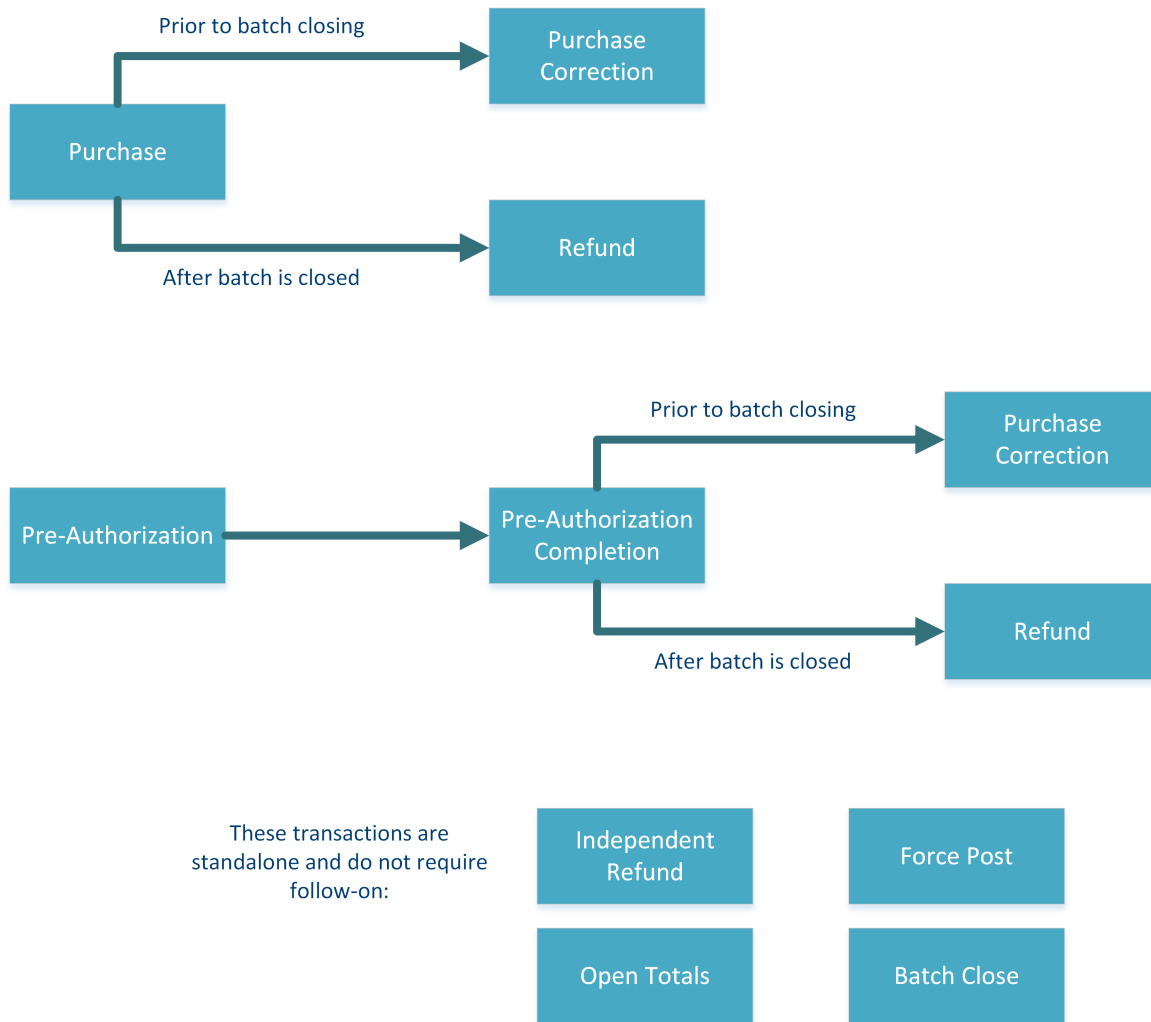 Prior to batch closing
Purchase
Correction
Purchase
Refund
After batch is closed
Prior to batch closing
Purchase
Correction
Pre-Authorization
Pre-Authorization
Completion
Refund
After batch is closed
These transactions are
standalone and do not require
follow-on:
Independent
Refund
Force Post
Open Totals
Batch Close